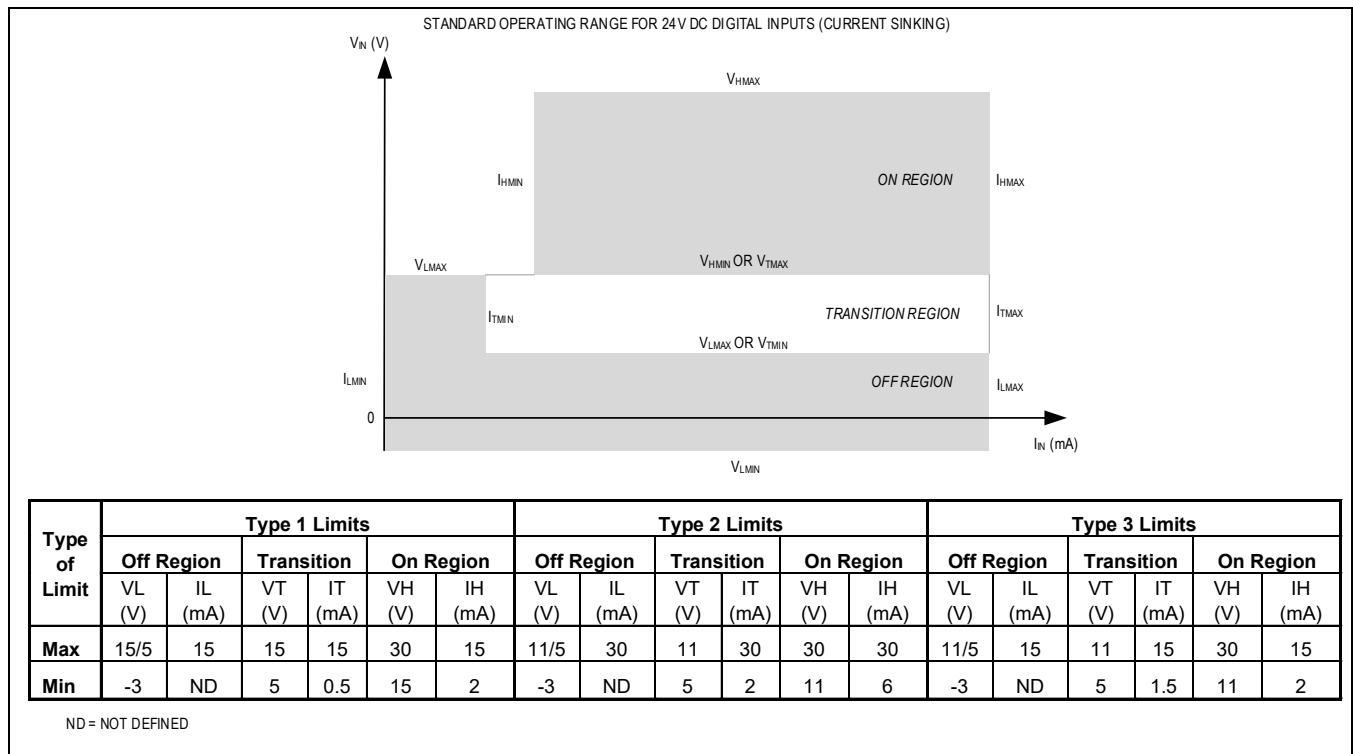 STANDARD OPERATING RANGE FOR 24V DC DIGITAL INPUTS (CURRENT SINKING)
VIN (V)
VHMAX
IHMIN
ON REGION
IHMAX
VLMAX
VHMIN OR VTMAX
ITMIN
TRANSITION REGION
ITMAX
VLMAX OR VTMIN
ILMIN
OFF REGION
ILMAX
0
IIN (mA)
VLMIN
Type of Limit
Type 1 Limits Type 2 Limits Type 3 Limits
Off Region Transition On Region Off Region Transition On Region Off Region Transition On Region
VL (V) IL (mA) VT (V) IT (mA) VH (V) IH (mA) VL (V) IL (mA) VT (V) IT (mA) VH (V) IH (mA) VL (V) IL (mA) VT (V) IT (mA) VH (V) IH (mA)
Max 15/5 15 15 15 30 15 11/5 30 11 30 30 30 11/5 15 11 15 30 15
Min -3 ND 5 0.5 15 2 -3 ND 5 2 11 6 -3 ND 5 1.5 11 2
ND = NOT DEFINED